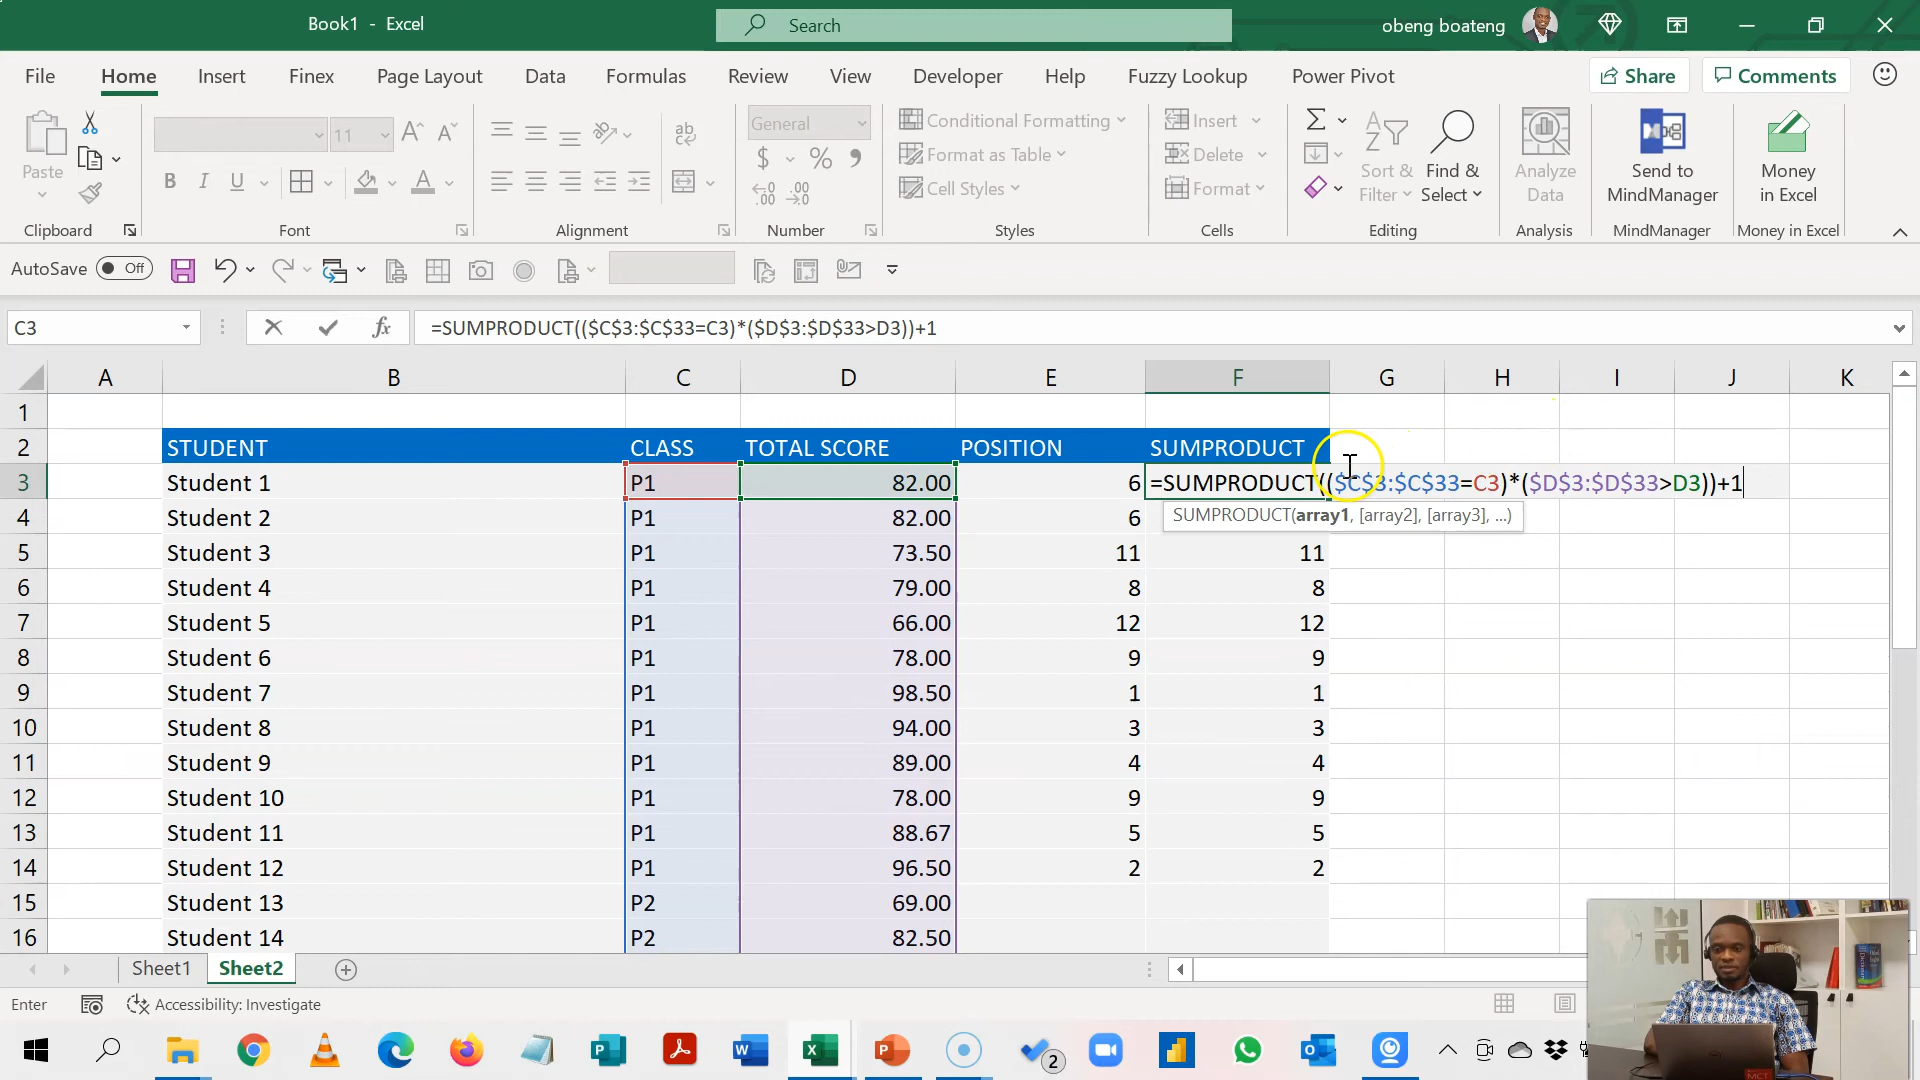 Book1 - Excel
Search
obeng boateng
File Home Insert Finex Page Layout Data Formulas Review View Developer Help Fuzzy Lookup Power Pivot Share Comments
Paste
Clipboard
11
Font
Alignment
General
Number
Conditional Formatting
Format as Table
Cell Styles
Styles
Insert
Delete
Format
Cells
Sort & Filter
Find & Select
Editing
Analyze Data
Analysis
Send to MindManager
MindManager
Money in Excel
Money in Excel
AutoSave Off
C3 fx =SUMPRODUCT(($C$3:$C$33=C3)*($D$3:$D$33>D3))+1
A B C D E F G H I J K
1
2 STUDENT CLASS TOTAL SCORE POSITION SUMPRODUCT
3 Student 1 P1 82.00 6 =SUMPRODUCT(($C$3:$C$33=C3)*($D$3:$D$33>D3))+1
4 Student 2 P1 82.00 6 SUMPRODUCT(array1, [array2], [array3], ...)
5 Student 3 P1 73.50 11 11
6 Student 4 P1 79.00 8 8
7 Student 5 P1 66.00 12 12
8 Student 6 P1 78.00 9 9
9 Student 7 P1 98.50 1 1
10 Student 8 P1 94.00 3 3
11 Student 9 P1 89.00 4 4
12 Student 10 P1 78.00 9 9
13 Student 11 P1 88.67 5 5
14 Student 12 P1 96.50 2 2
15 Student 13 P2 69.00
16 Student 14 P2 82.50
Sheet1 Sheet2
Enter Accessibility: Investigate
2